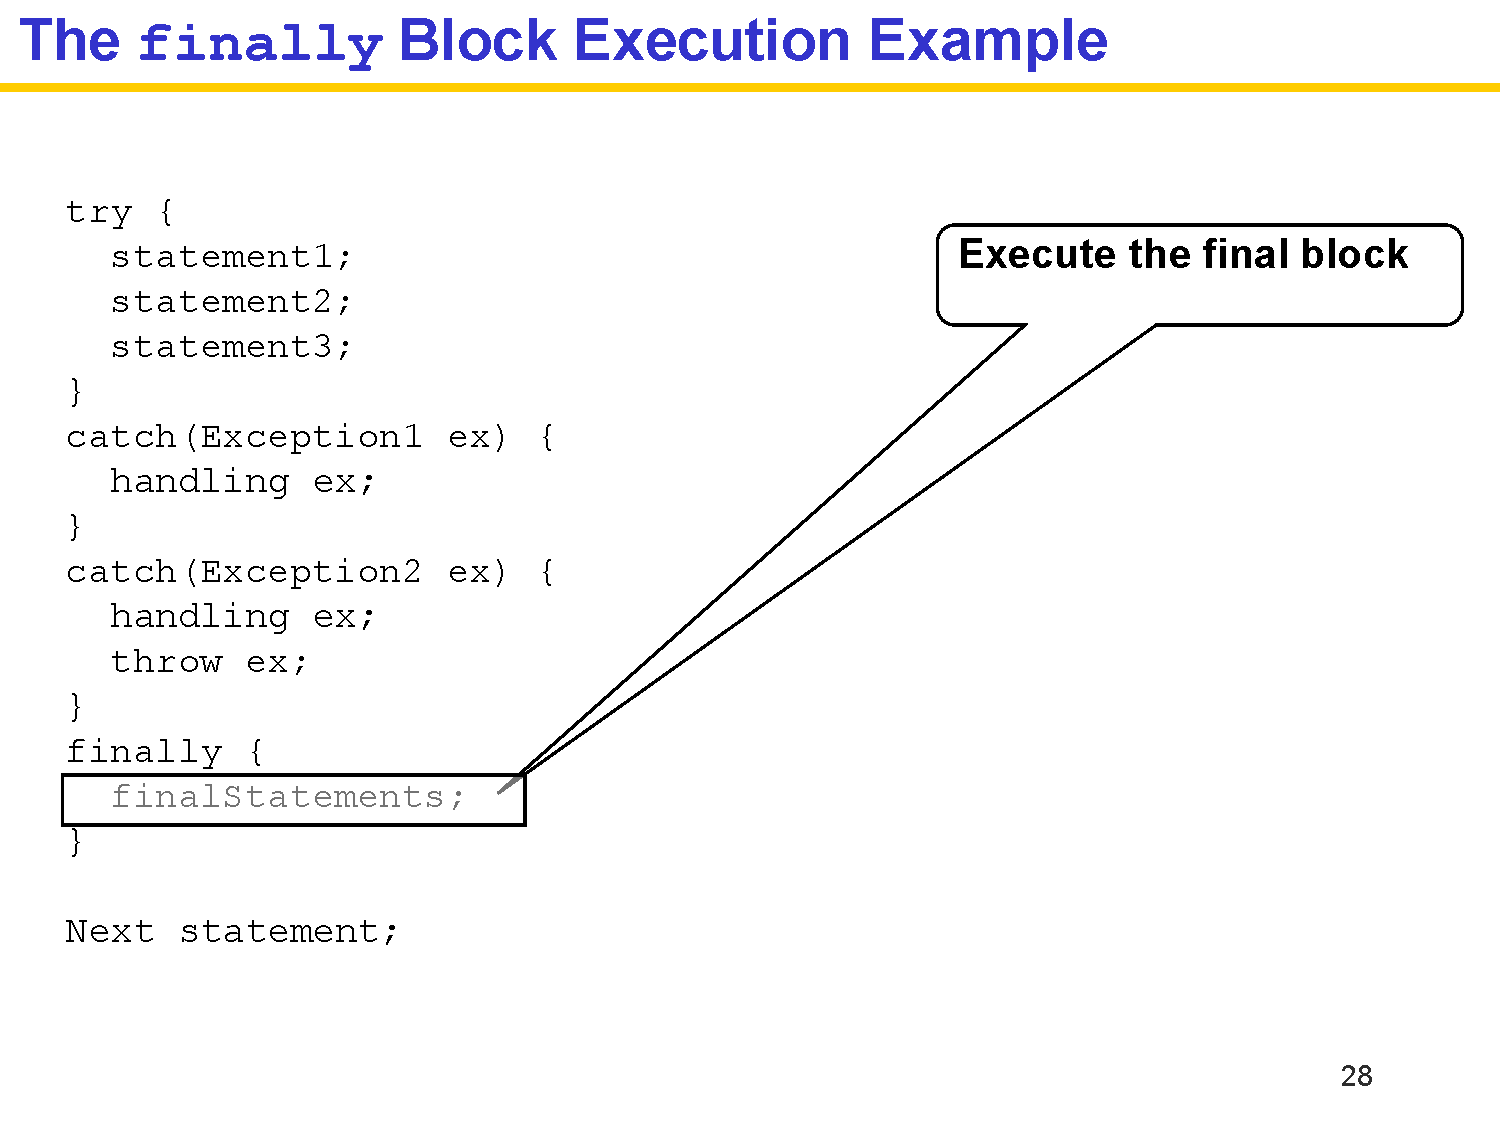 The finally Block Execution Example
try {
  statement1;
  statement2;
  statement3;
}
catch(Exception1 ex) {
  handling ex;
}
catch(Exception2 ex) {
  handling ex;
  throw ex;
}
finally {
  finalStatements;
}
Next statement;
Execute the final block
28